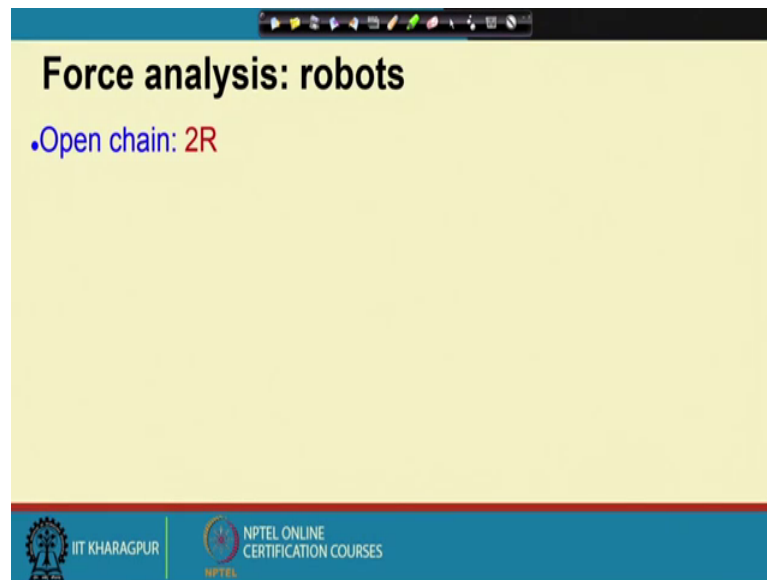 Force analysis: robots
•Open chain: 2R
IIT KHARAGPUR
NPTEL
NPTEL ONLINE
CERTIFICATION COURSES